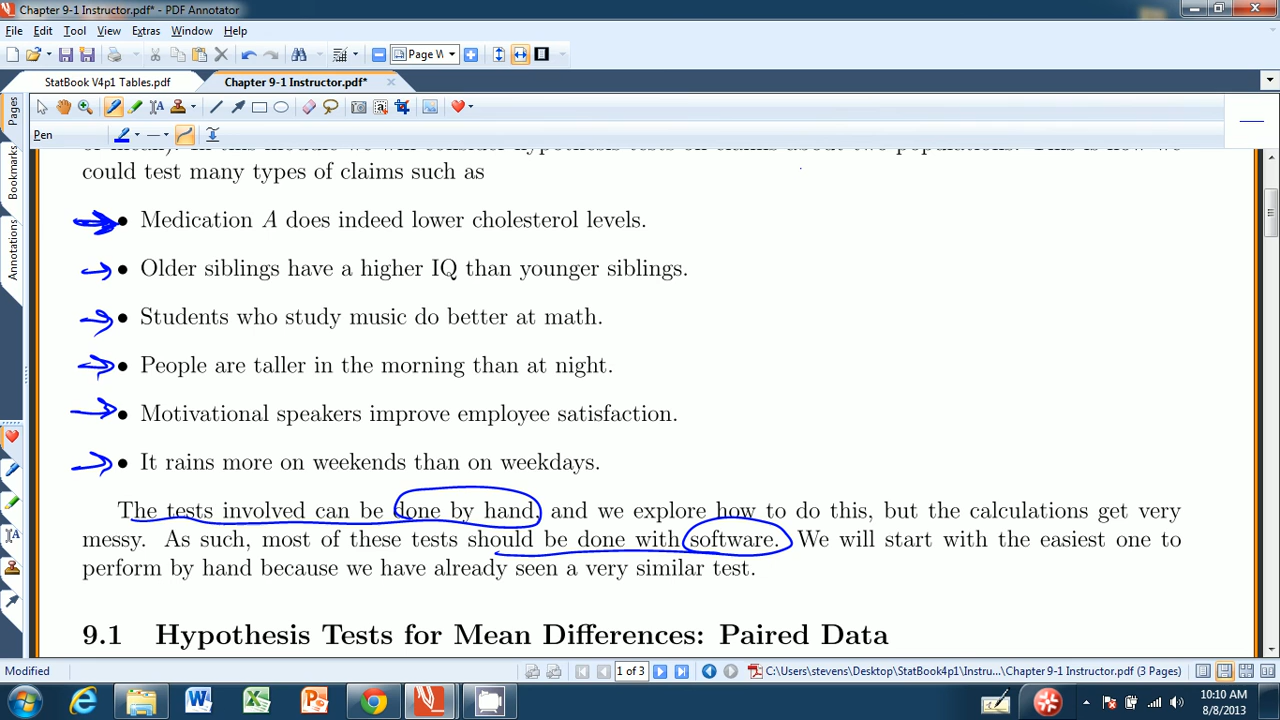 Chapter 9-1 Instructor.pdf* - PDF Annotator
File Edit Tool View Extras Window Help
Page W
StatBook V4p1 Tables.pdf Chapter 9-1 Instructor.pdf*
Pen
Pages
Bookmarks
Annotations
could test many types of claims such as
• Medication A does indeed lower cholesterol levels.
• Older siblings have a higher IQ than younger siblings.
• Students who study music do better at math.
• People are taller in the morning than at night.
• Motivational speakers improve employee satisfaction.
• It rains more on weekends than on weekdays.
The tests involved can be done by hand, and we explore how to do this, but the calculations get very
messy. As such, most of these tests should be done with software. We will start with the easiest one to
perform by hand because we have already seen a very similar test.
9.1 Hypothesis Tests for Mean Differences: Paired Data
Modified
1 of 3
C:\Users\stevens\Desktop\StatBook4p1\Instru...\Chapter 9-1 Instructor.pdf (3 Pages)
10:10 AM
8/8/2013